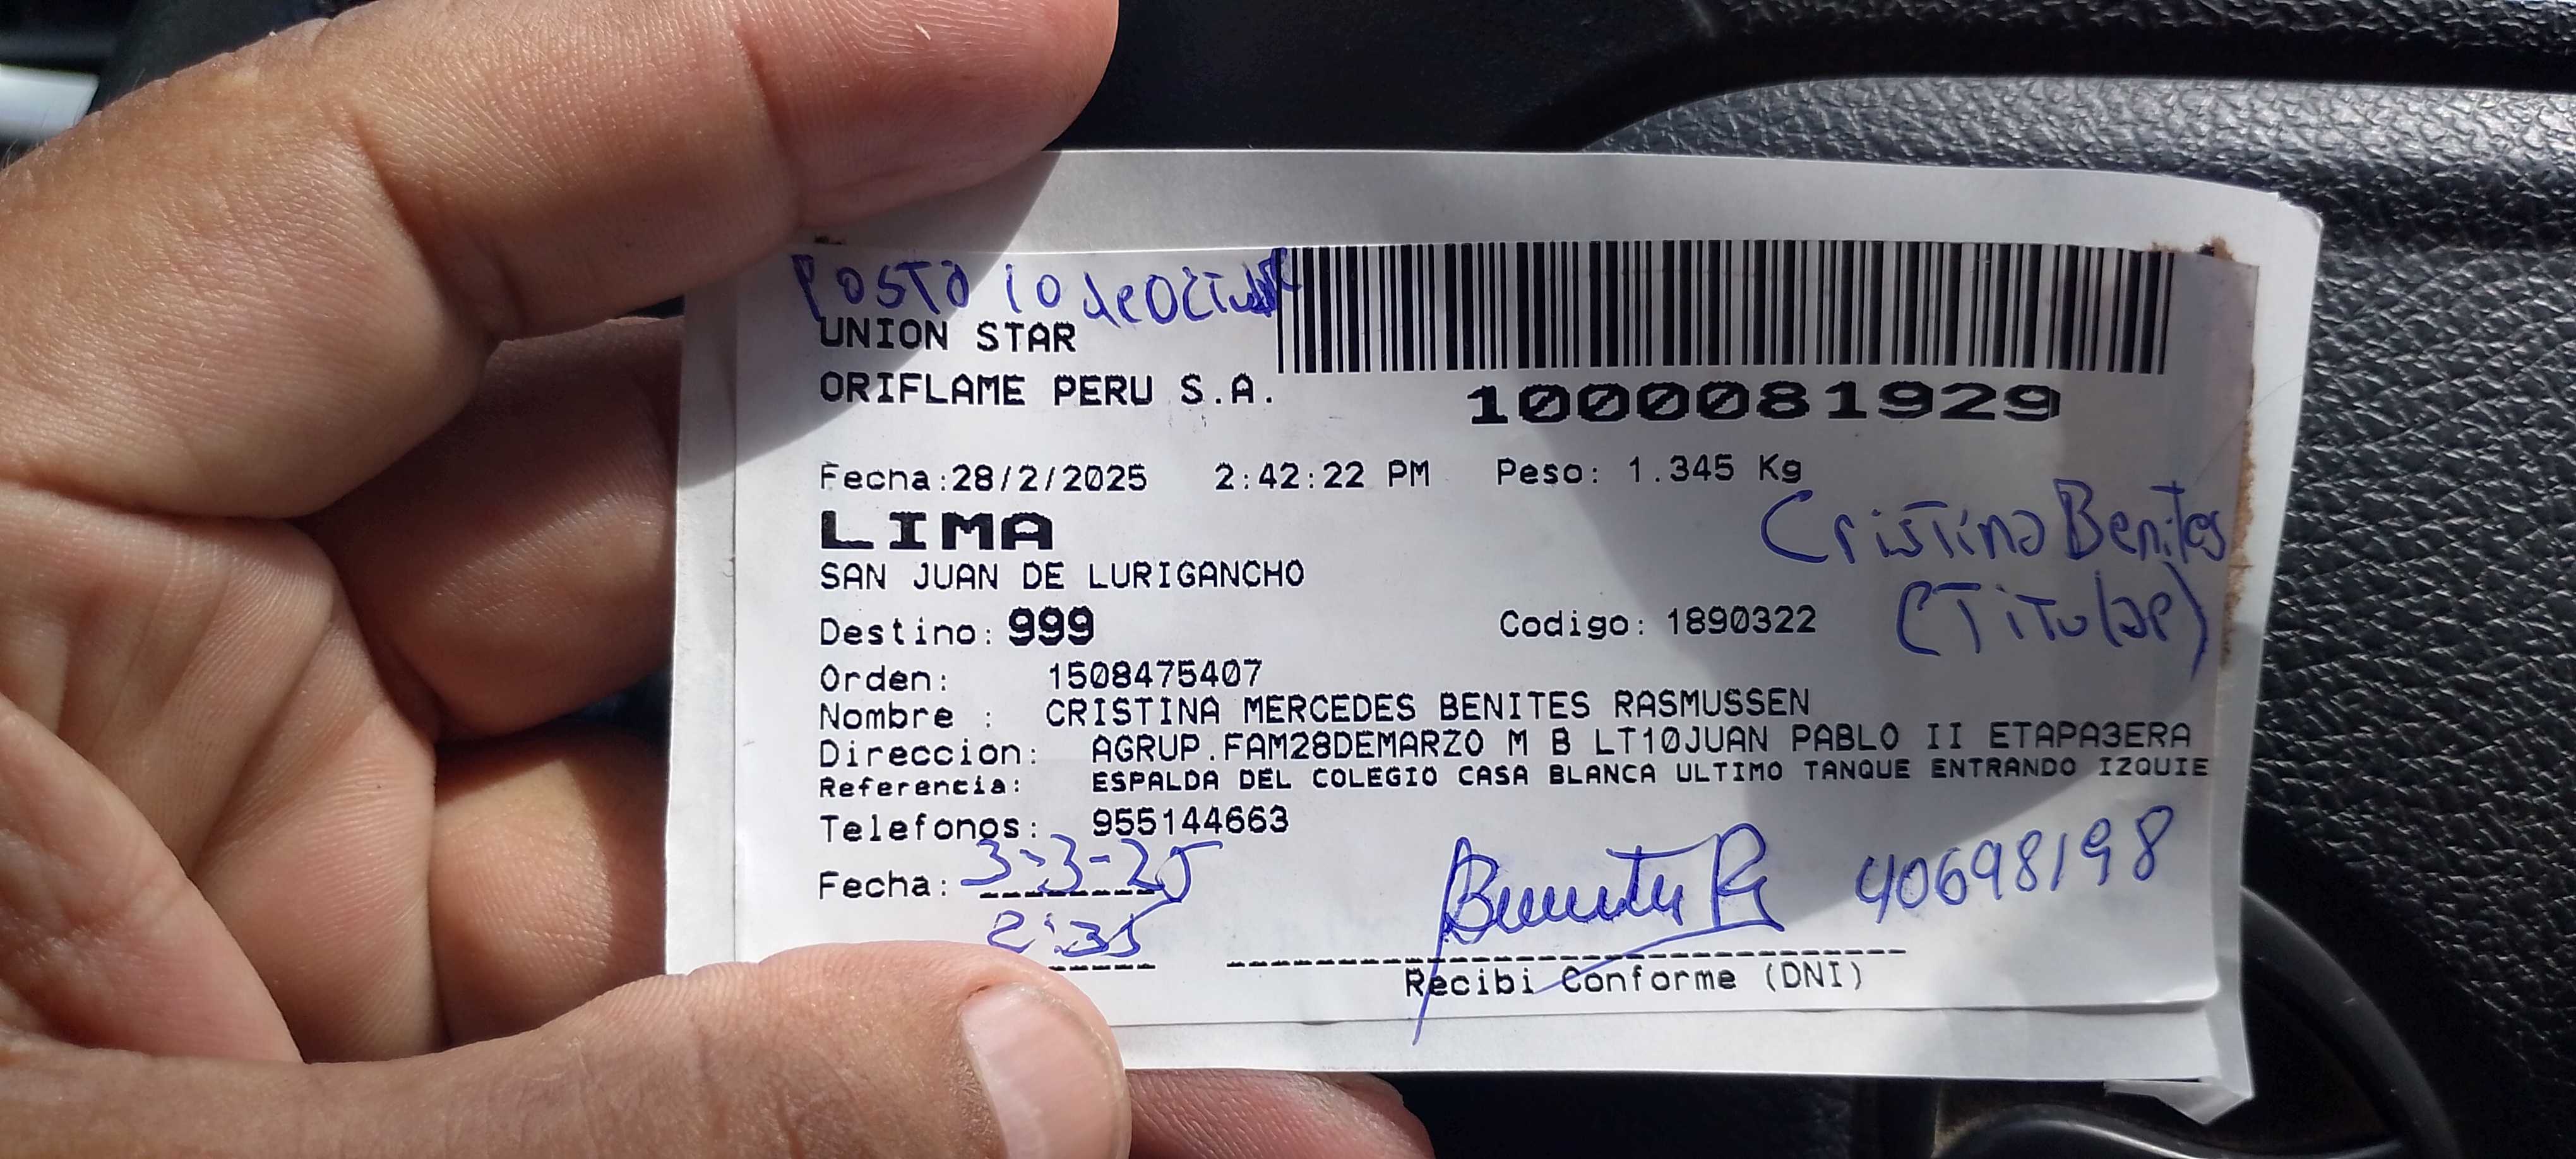 Posta 10 de Octubre
UNION STAR
ORIFLAME PERU S.A.
1000081929
Fecha:28/2/2025 2:42:22 PM Peso: 1.345 Kg
LIMA
Cristina Benites
SAN JUAN DE LURIGANCHO
(Titular)
Destino: 999 Codigo: 1890322
Orden: 1508475407
Nombre : CRISTINA MERCEDES BENITES RASMUSSEN
Direccion: AGRUP.FAM28DEMARZO M B LT10JUAN PABLO II ETAPA3ERA
Referencia: ESPALDA DEL COLEGIO CASA BLANCA ULTIMO TANQUE ENTRANDO IZQUIE
Telefonos: 955144663
Fecha: 3-3-25
40698198
2:35
Recibi Conforme (DNI)